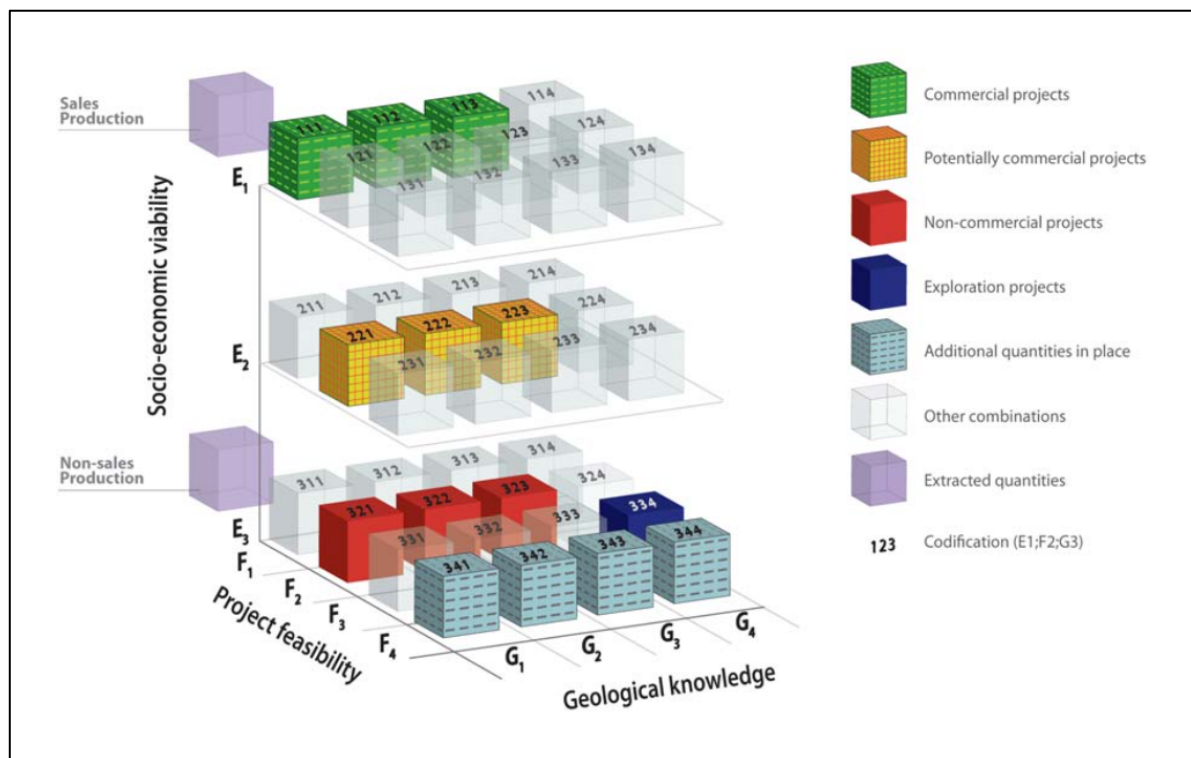 Sales
Production
Socio-economic viability
E1
111
112
113
114
121
122
123
124
131
132
133
134
E2
211
212
213
214
221
222
223
224
231
232
233
234
Non-sales
Production
E3
311
312
313
314
321
322
323
324
331
332
333
334
341
342
343
344
F1
F2
F3
F4
Project feasibility
G1
G2
G3
G4
Geological knowledge
Commercial projects
Potentially commercial projects
Non-commercial projects
Exploration projects
Additional quantities in place
Other combinations
Extracted quantities
123 Codification (E1;F2;G3)